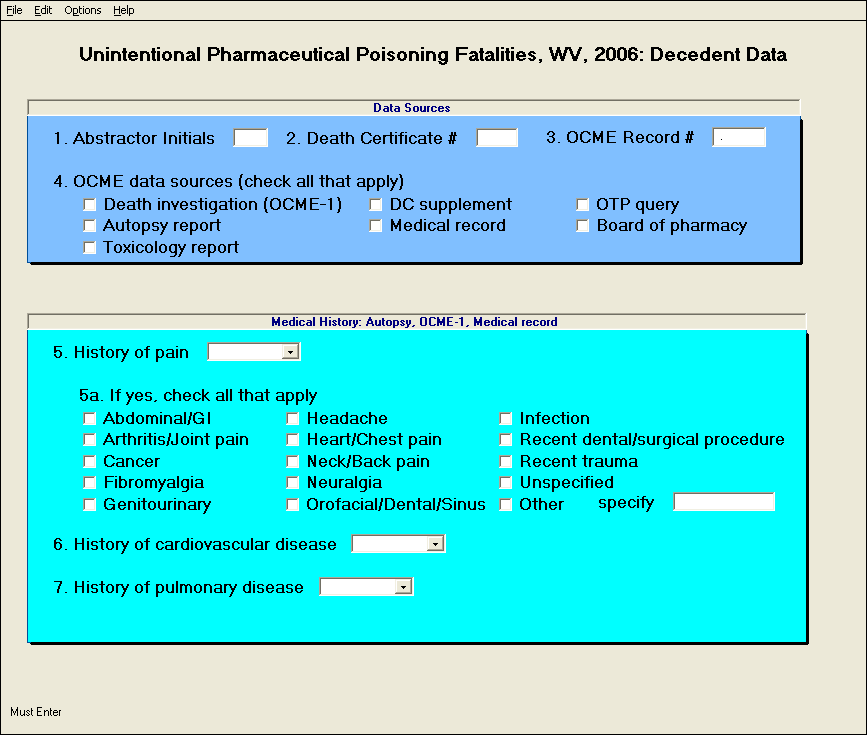 File Edit Options Help
Unintentional Pharmaceutical Poisoning Fatalities, WV, 2006: Decedent Data
Data Sources
1. Abstractor Initials 2. Death Certificate # 3. OCME Record # .
4. OCME data sources (check all that apply)
Death investigation (OCME-1) DC supplement OTP query
Autopsy report Medical record Board of pharmacy
Toxicology report
Medical History: Autopsy, OCME-1, Medical record
5. History of pain
5a. If yes, check all that apply
Abdominal/GI Headache Infection
Arthritis/Joint pain Heart/Chest pain Recent dental/surgical procedure
Cancer Neck/Back pain Recent trauma
Fibromyalgia Neuralgia Unspecified
Genitourinary Orofacial/Dental/Sinus Other specify
6. History of cardiovascular disease
7. History of pulmonary disease
Must Enter